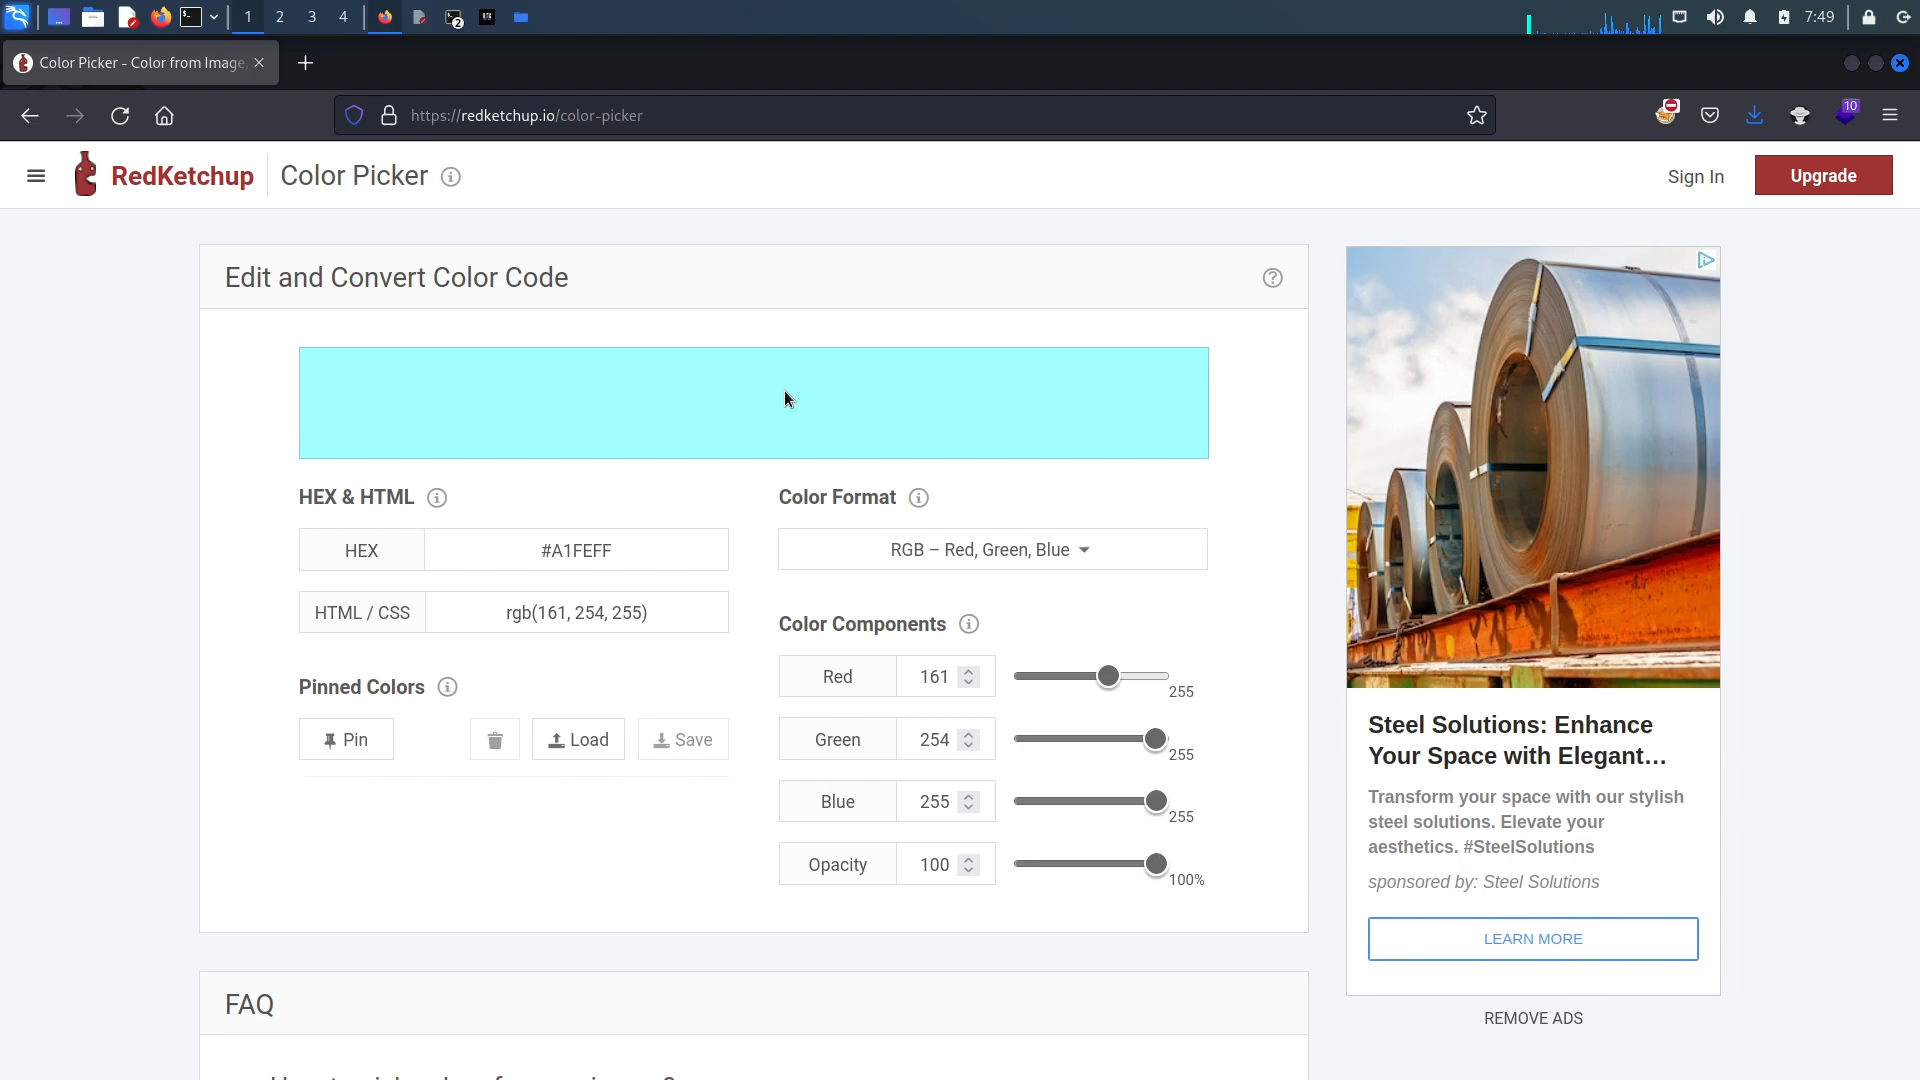 1 2 3 4
2
7:49
Color Picker - Color from Image,
https://redketchup.io/color-picker
10
RedKetchup
Color Picker
Sign In
Upgrade
Edit and Convert Color Code
HEX & HTML
Color Format
HEX
#A1FEFF
RGB – Red, Green, Blue
HTML / CSS
rgb(161, 254, 255)
Color Components
Red
161
255
Pinned Colors
Pin
Load
Save
Green
254
255
Blue
255
255
Opacity
100
100%
FAQ
Steel Solutions: Enhance
Your Space with Elegant...
Transform your space with our stylish
steel solutions. Elevate your
aesthetics. #SteelSolutions
sponsored by: Steel Solutions
LEARN MORE
REMOVE ADS